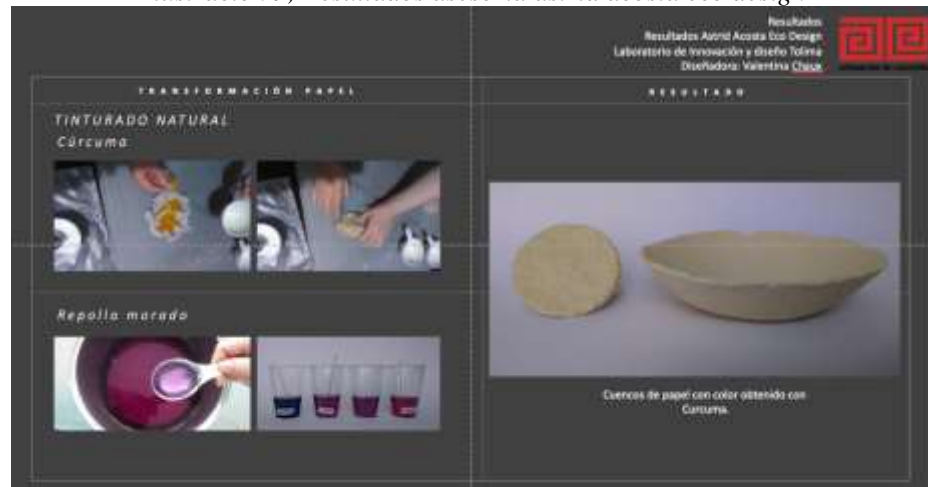 Resultados
Resultados Astrid Acosta Eco Design
Laboratorio de Innovación y diseño Tolima
Diseñadora: Valentina Chaux
TRANSFORMACIÓN PAPEL
RESULTADO
TINTURADO NATURAL
Cúrcuma
Repollo morado
Cuencos de papel con color obtenido con
Curcuma.